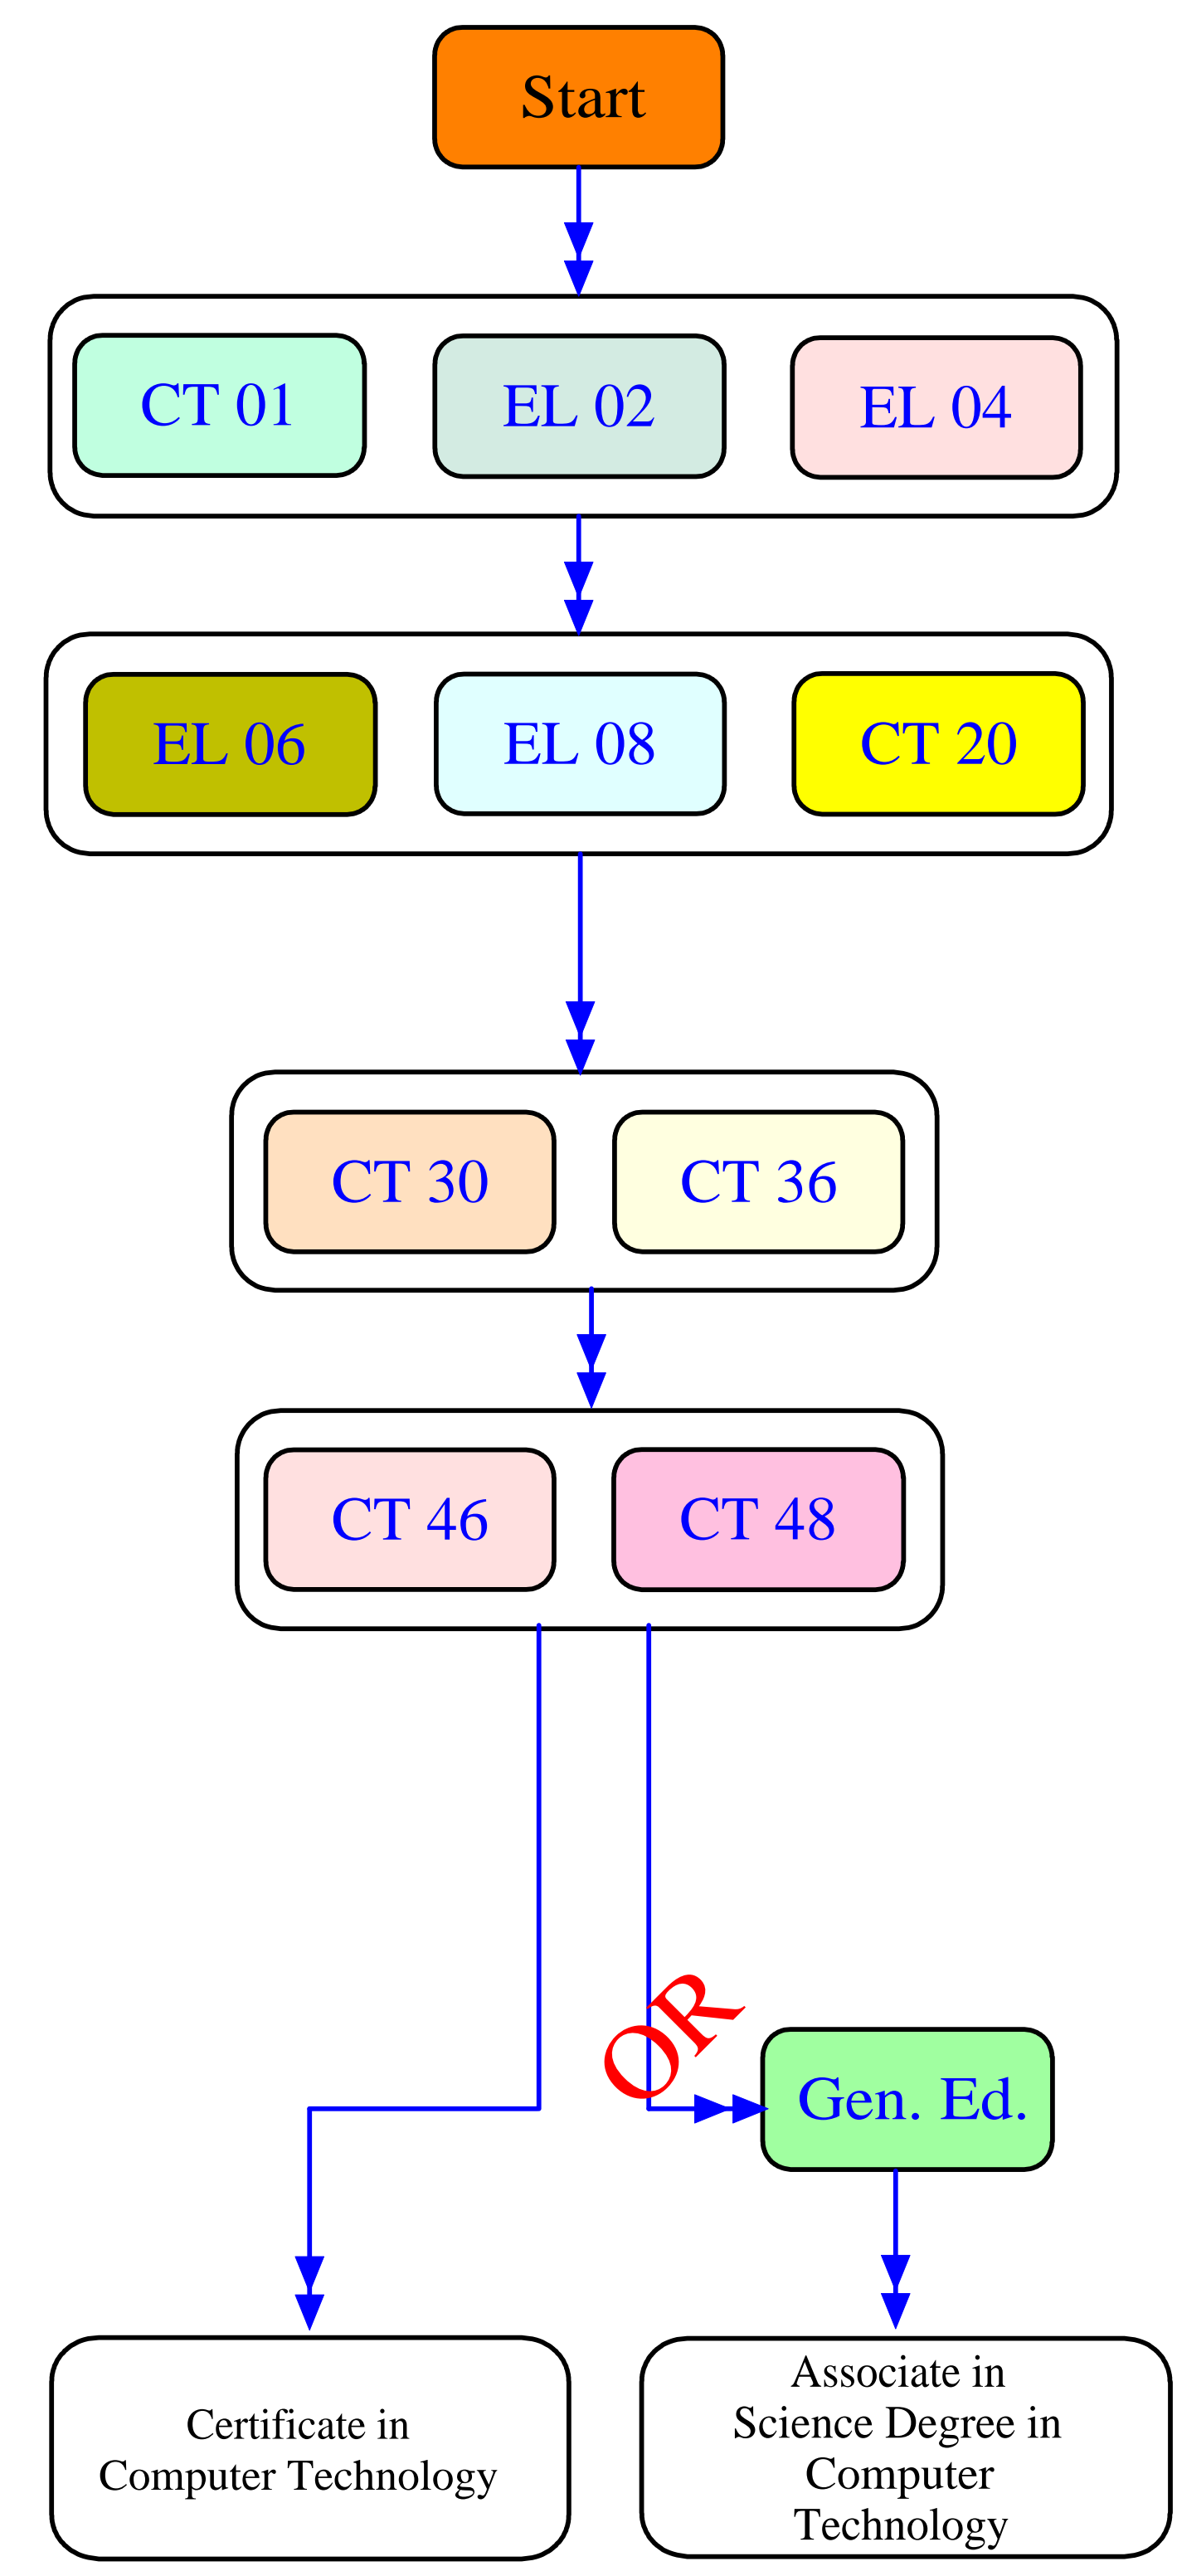 Start
CT 01
EL 02
EL 04
EL 06
EL 08
CT 20
CT 30
CT 36
CT 46
CT 48
OR
Gen. Ed.
Certificate in
Computer Technology
Associate in
Science Degree in
Computer
Technology